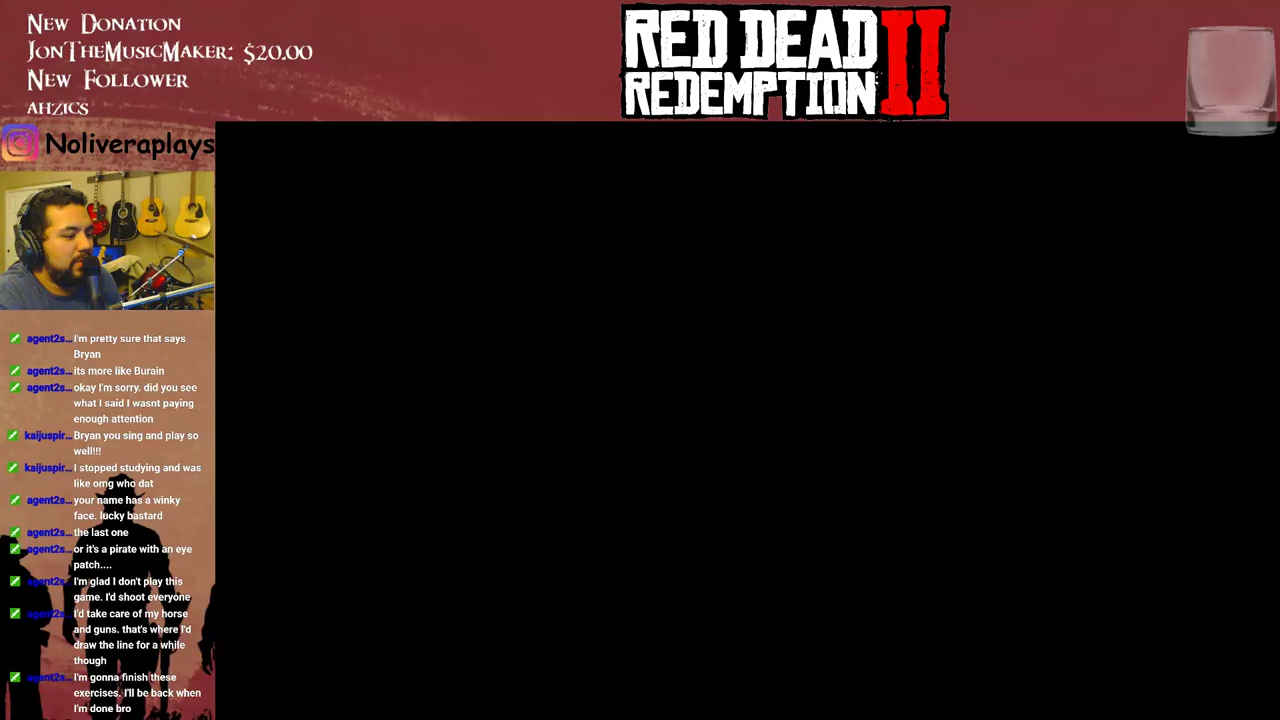 New Donation
JonTheMusicMaker: $20.00
New Follower
ahzics
RED DEAD
REDEMPTION II
Noliveraplays
agent2s... I'm pretty sure that says
Bryan
agent2s... its more like Burain
agent2s... okay I'm sorry. did you see
what I said I wasnt paying
enough attention
kaijuspir... Bryan you sing and play so
well!!!
kaijuspir... I stopped studying and was
like omg who dat
agent2s... your name has a winky
face. lucky bastard
agent2s... the last one
agent2s... or it's a pirate with an eye
patch....
agent2s... I'm glad I don't play this
game. I'd shoot everyone
agent2s... I'd take care of my horse
and guns. that's where I'd
draw the line for a while
though
agent2s... I'm gonna finish these
exercises. I'll be back when
I'm done bro